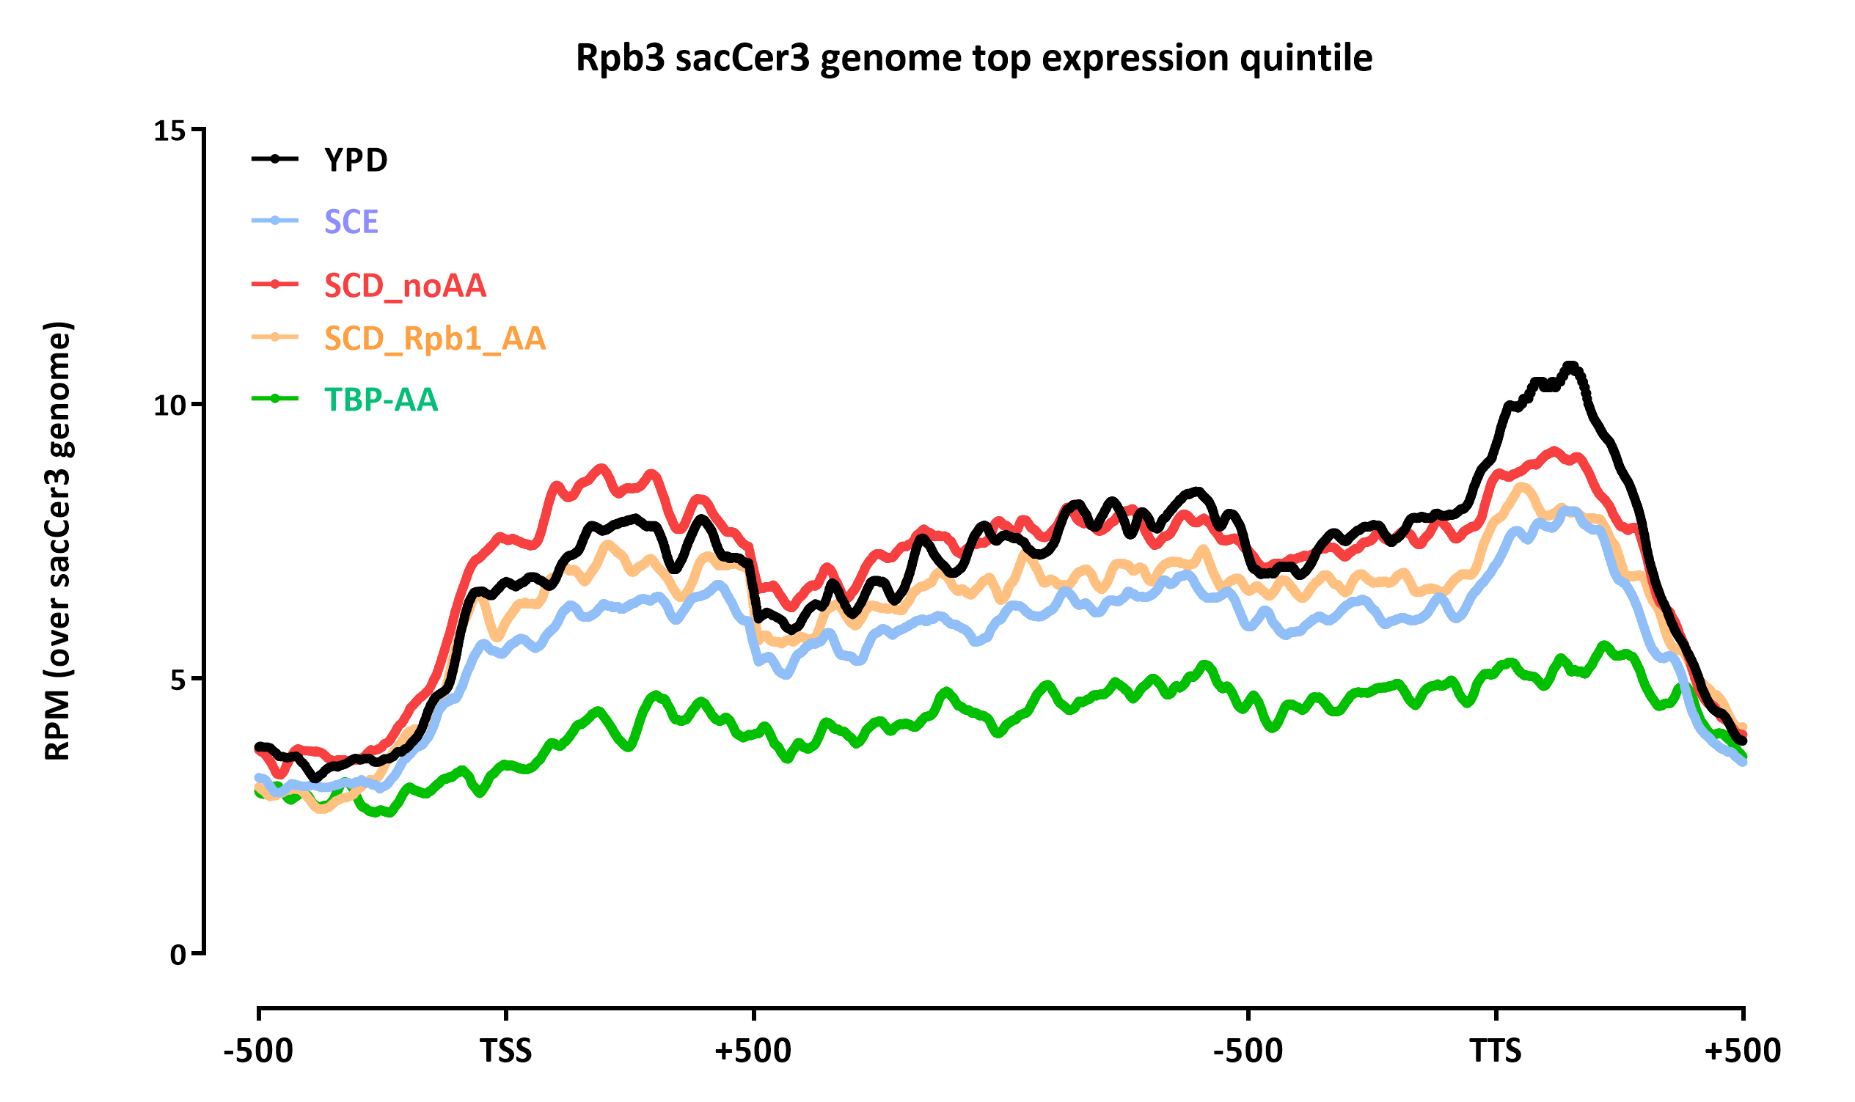 Rpb3 sacCer3 genome top expression quintile
15
YPD
SCE
SCD_noAA
SCD_Rpb1_AA
TBP-AA
10
5
0
RPM (over sacCer3 genome)
-500 TSS +500 -500 TTS +500